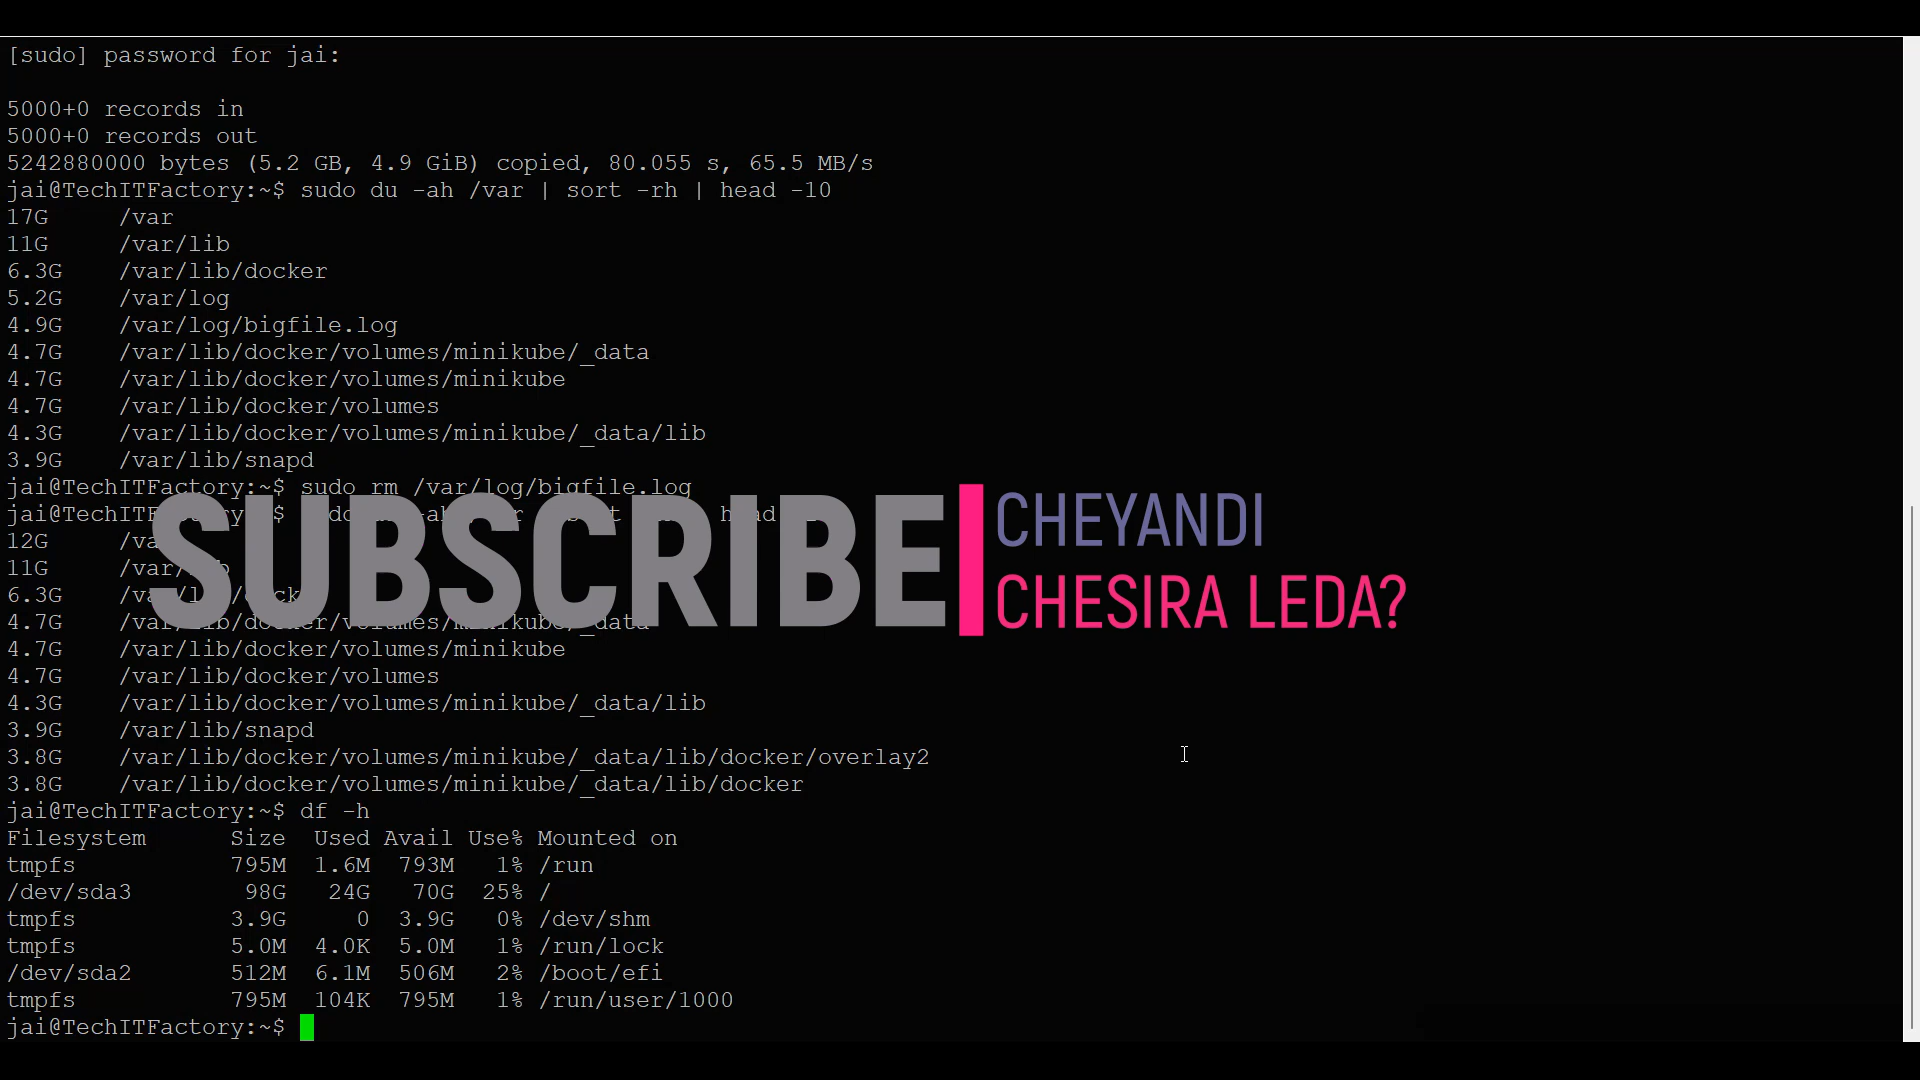 [sudo] password for jai:
5000+0 records in
5000+0 records out
5242880000 bytes (5.2 GB, 4.9 GiB) copied, 80.055 s, 65.5 MB/s
jai@TechITFactory:~$ sudo du -ah /var | sort -rh | head -10
17G /var
11G /var/lib
6.3G /var/lib/docker
5.2G /var/log
4.9G /var/log/bigfile.log
4.7G /var/lib/docker/volumes/minikube/_data
4.7G /var/lib/docker/volumes/minikube
4.7G /var/lib/docker/volumes
4.3G /var/lib/docker/volumes/minikube/_data/lib
3.9G /var/lib/snapd
jai@TechITFactory:~$ sudo rm /var/log/bigfile.log
jai@TechITF
12G
11G /var/lib
6.3G
4.7G /var/lib/docker/volumes/minikube/_data
4.7G /var/lib/docker/volumes/minikube
4.7G /var/lib/docker/volumes
4.3G /var/lib/docker/volumes/minikube/_data/lib
3.9G /var/lib/snapd
3.8G /var/lib/docker/volumes/minikube/_data/lib/docker/overlay2
3.8G /var/lib/docker/volumes/minikube/_data/lib/docker
jai@TechITFactory:~$ df -h
Filesystem Size Used Avail Use% Mounted on
tmpfs 795M 1.6M 793M 1% /run
/dev/sda3 98G 24G 70G 25% /
tmpfs 3.9G 0 3.9G 0% /dev/shm
tmpfs 5.0M 4.0K 5.0M 1% /run/lock
/dev/sda2 512M 6.1M 506M 2% /boot/efi
tmpfs 795M 104K 795M 1% /run/user/1000
jai@TechITFactory:~$
SUBSCRIBE
CHEYANDI
CHESIRA LEDA?